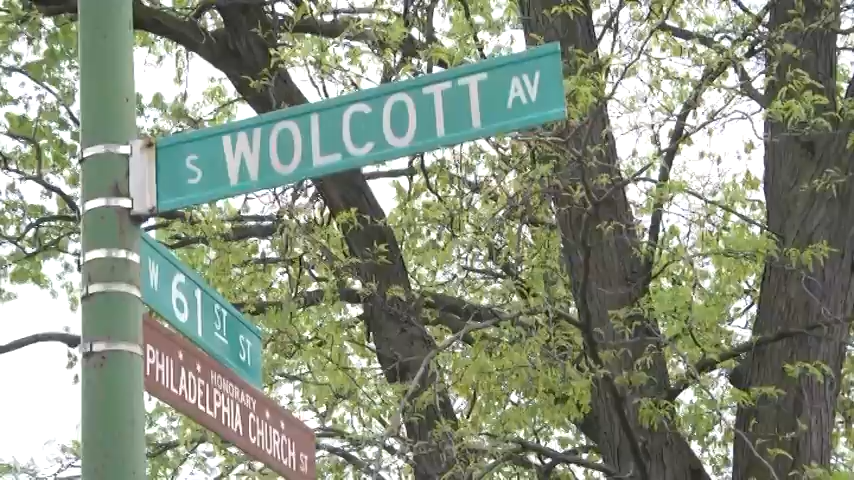 S WOLCOTT AV
W 61 ST ST
HONORARY
PHILADELPHIA CHURCH ST